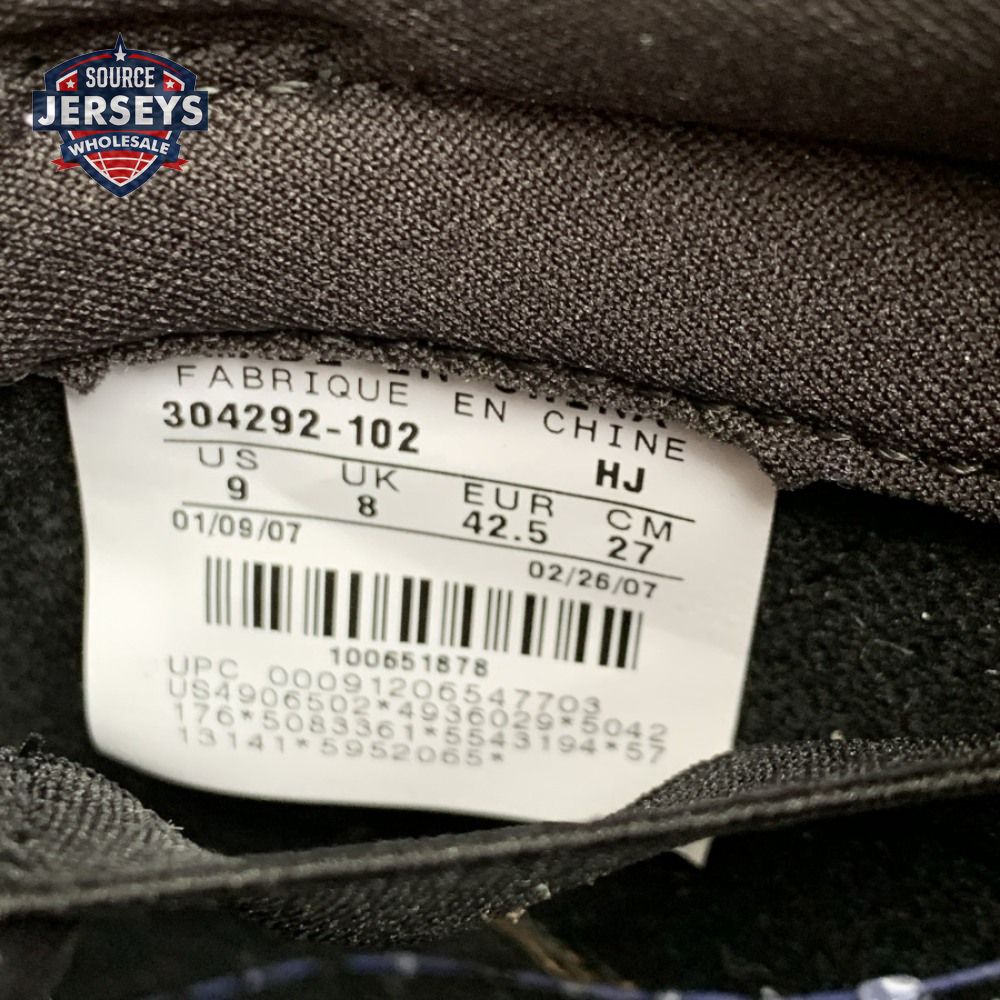 SOURCE
JERSEYS
WHOLESALE
FABRIQUE EN CHINE
304292-102 HJ
US UK EUR CM
9 8 42.5 27
01/09/07 02/26/07
100651878
UPC 00091206547703
US4906502*4936029*5042
176*5083361*5543194*57
13141*5952065*